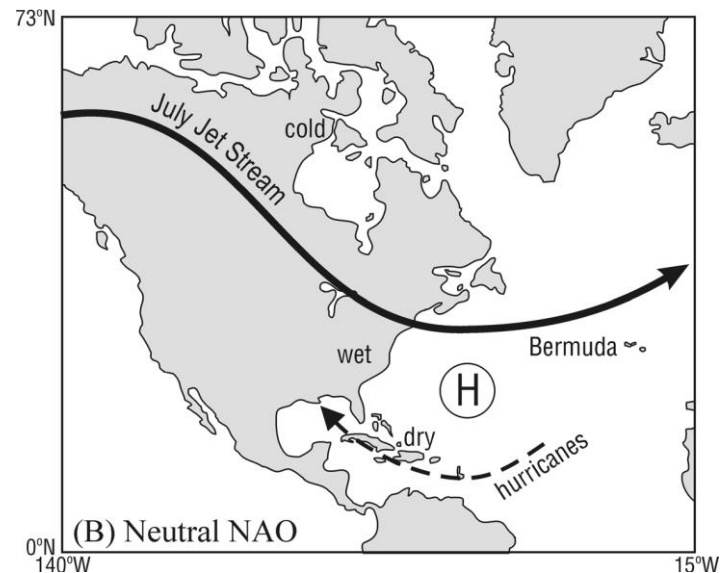 73°N
July Jet Stream
cold
Bermuda
wet
H
dry
hurricanes
(B) Neutral NAO
0°N
140°W
15°W